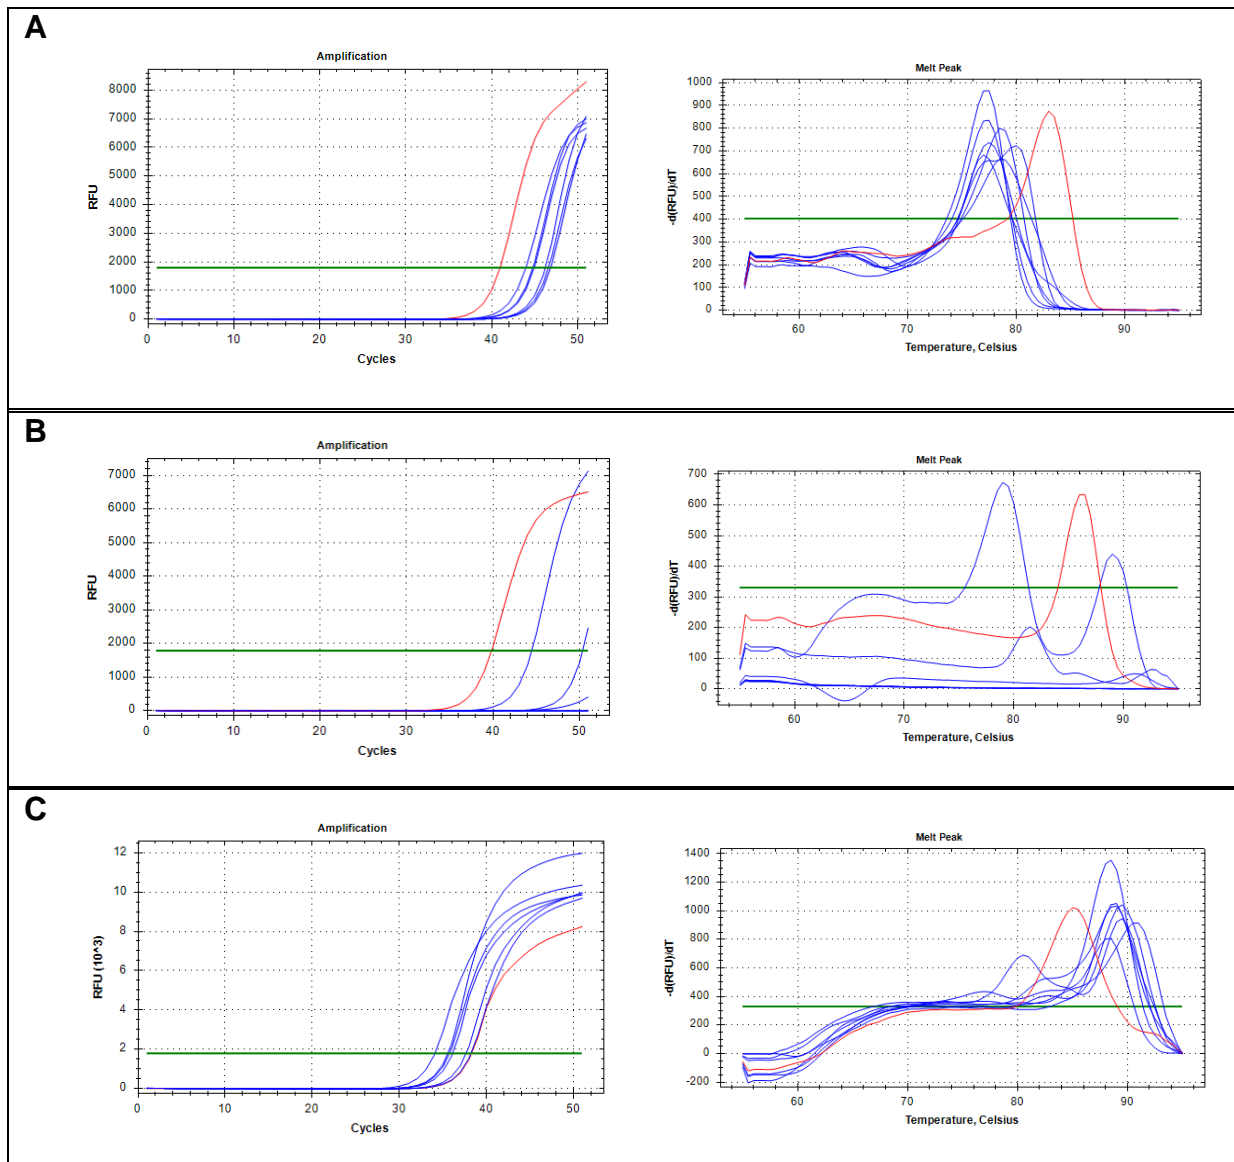 A
Amplification
RFU
8000
7000
6000
5000
4000
3000
2000
1000
0
0 10 20 30 40 50
Cycles
Melt Peak
-d(RFU)/dT
1000
900
800
700
600
500
400
300
200
100
0
60 70 80 90
Temperature, Celsius
B
Amplification
RFU
7000
6000
5000
4000
3000
2000
1000
0
0 10 20 30 40 50
Cycles
Melt Peak
-d(RFU)/dT
700
600
500
400
300
200
100
0
60 70 80 90
Temperature, Celsius
C
Amplification
RFU (10^3)
12
10
8
6
4
2
0
0 10 20 30 40 50
Cycles
Melt Peak
-d(RFU)/dT
1400
1200
1000
800
600
400
200
0
-200
60 70 80 90
Temperature, Celsius